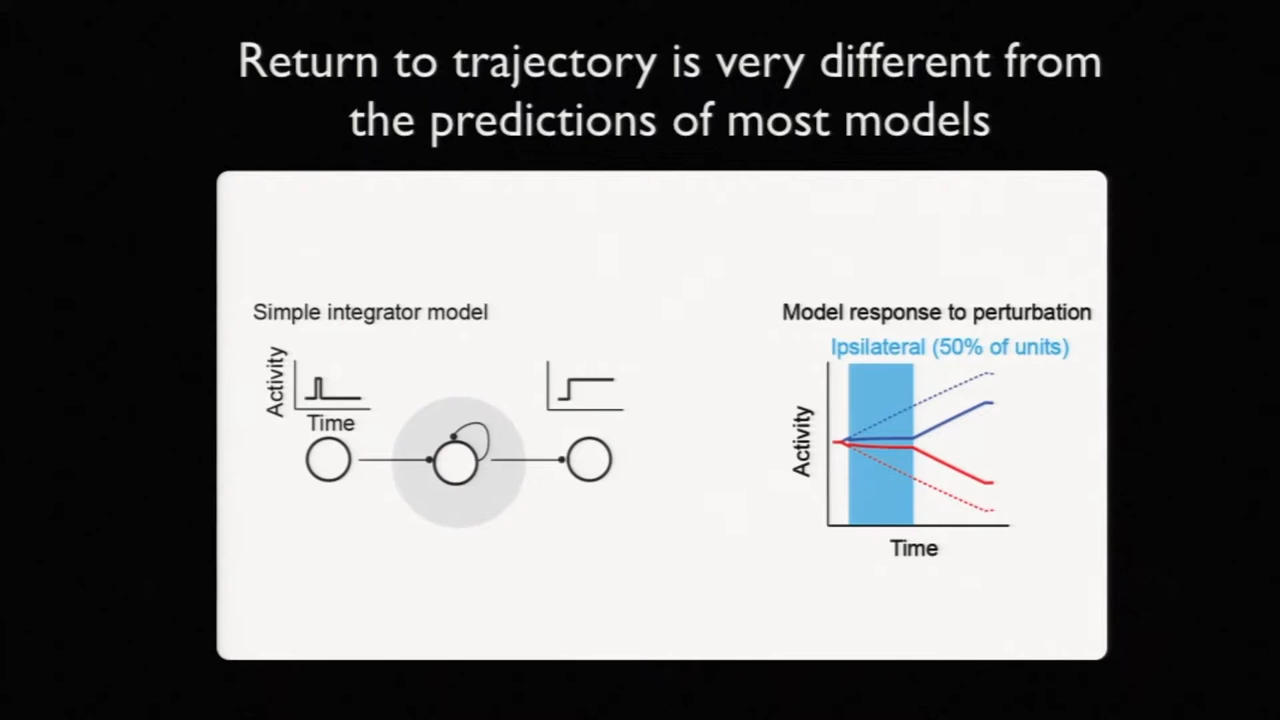 Return to trajectory is very different from
the predictions of most models
Simple integrator model
Activity
Time
Model response to perturbation
Ipsilateral (50% of units)
Activity
Time